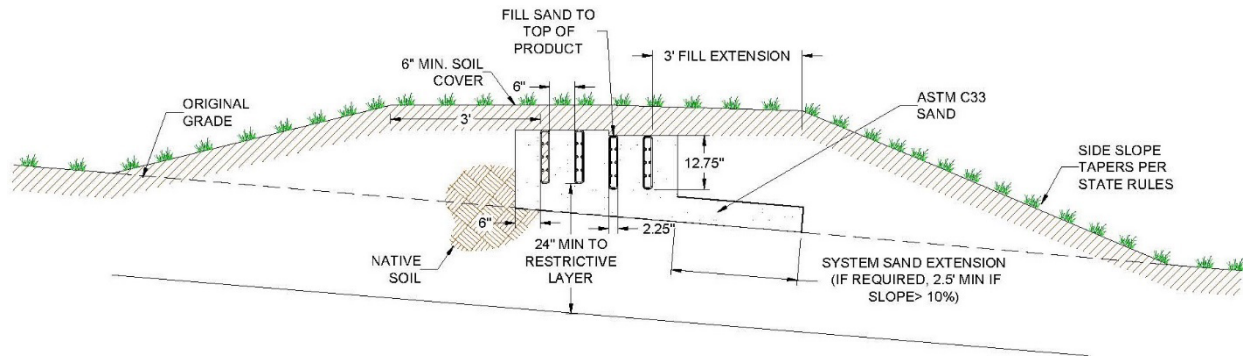 FILL SAND TO
TOP OF
PRODUCT
3' FILL EXTENSION
6" MIN. SOIL
COVER
6"
ORIGINAL
GRADE
3'
ASTM C33
SAND
12.75"
SIDE SLOPE
TAPERS PER
STATE RULES
6"
2.25"
24" MIN TO
RESTRICTIVE
LAYER
NATIVE
SOIL
SYSTEM SAND EXTENSION
(IF REQUIRED, 2.5' MIN IF
SLOPE> 10%)